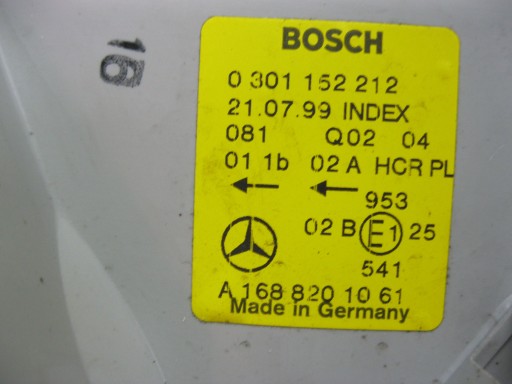 16
BOSCH
0 301 152 212
21.07.99 INDEX
081 Q02 04
01 1b 02 A HCR PL
953
02 B E1 25
541
A 168 820 10 61
Made in Germany